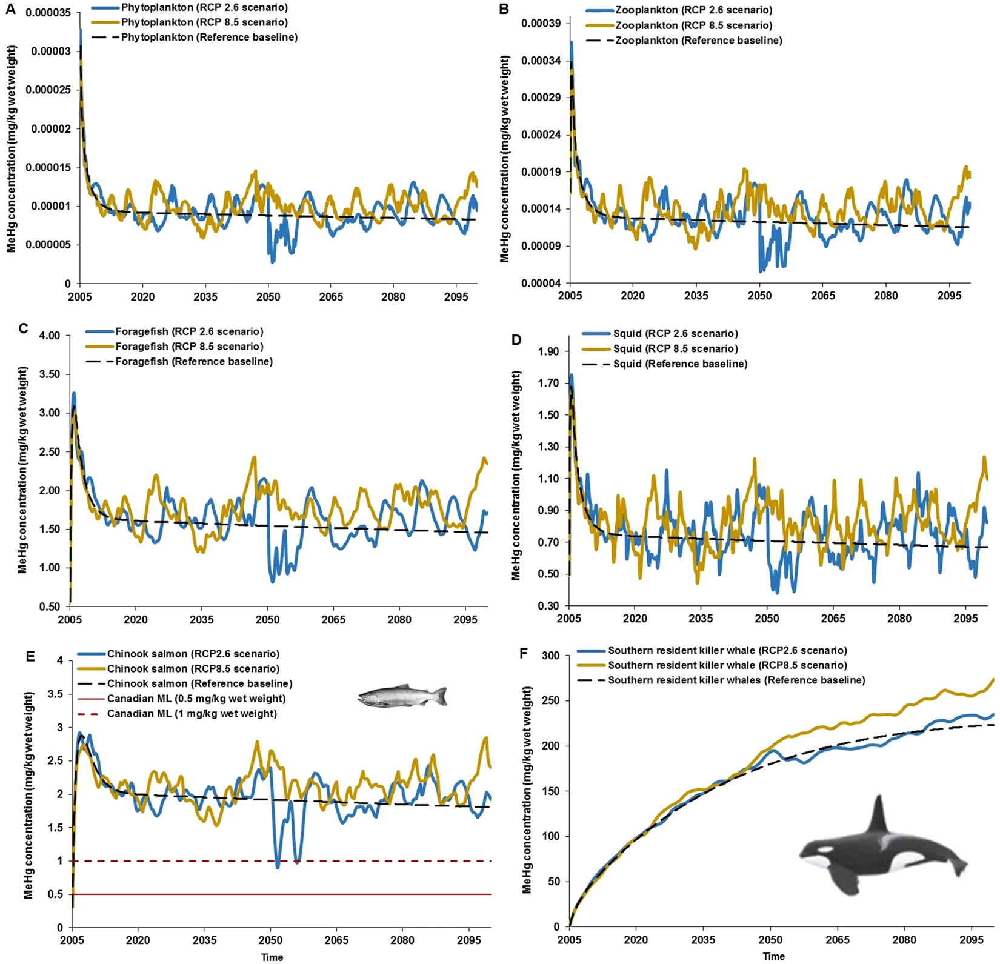 A
Phytoplankton (RCP 2.6 scenario)
Phytoplankton (RCP 8.5 scenario)
Phytoplankton (Reference baseline)
MeHg concentration (mg/kg wet weight)
0.000035
0.00003
0.000025
0.00002
0.000015
0.00001
0.000005
0
2005 2020 2035 2050 2065 2080 2095
B
Zooplankton (RCP 2.6 scenario)
Zooplankton (RCP 8.5 scenario)
Zooplankton (Reference baseline)
MeHg concentration (mg/kg wet weight)
0.00039
0.00034
0.00029
0.00024
0.00019
0.00014
0.00009
0.00004
2005 2020 2035 2050 2065 2080 2095
C
Foragefish (RCP 2.6 scenario)
Foragefish (RCP 8.5 scenario)
Foragefish (Reference baseline)
MeHg concentration (mg/kg wet weight)
4.00
3.50
3.00
2.50
2.00
1.50
1.00
0.50
2005 2020 2035 2050 2065 2080 2095
D
Squid (RCP 2.6 scenario)
Squid (RCP 8.5 scenario)
Squid (Reference baseline)
MeHg concentration (mg/kg wet weight)
1.90
1.70
1.50
1.30
1.10
0.90
0.70
0.50
0.30
2005 2020 2035 2050 2065 2080 2095
E
Chinook salmon (RCP2.6 scenario)
Chinook salmon (RCP8.5 scenario)
Chinook salmon (Reference baseline)
Canadian ML (0.5 mg/kg wet weight)
Canadian ML (1 mg/kg wet weight)
MeHg concentration (mg/kg wet weight)
4
3.5
3
2.5
2
1.5
1
0.5
0
2005 2020 2035 2050 2065 2080 2095
Time
F
Southern resident killer whale (RCP2.6 scenario)
Southern resident killer whale (RCP8.5 scenario)
Southern resident killer whales (Reference baseline)
MeHg concentration (mg/kg wet weight)
300
250
200
150
100
50
0
2005 2020 2035 2050 2065 2080 2095
Time